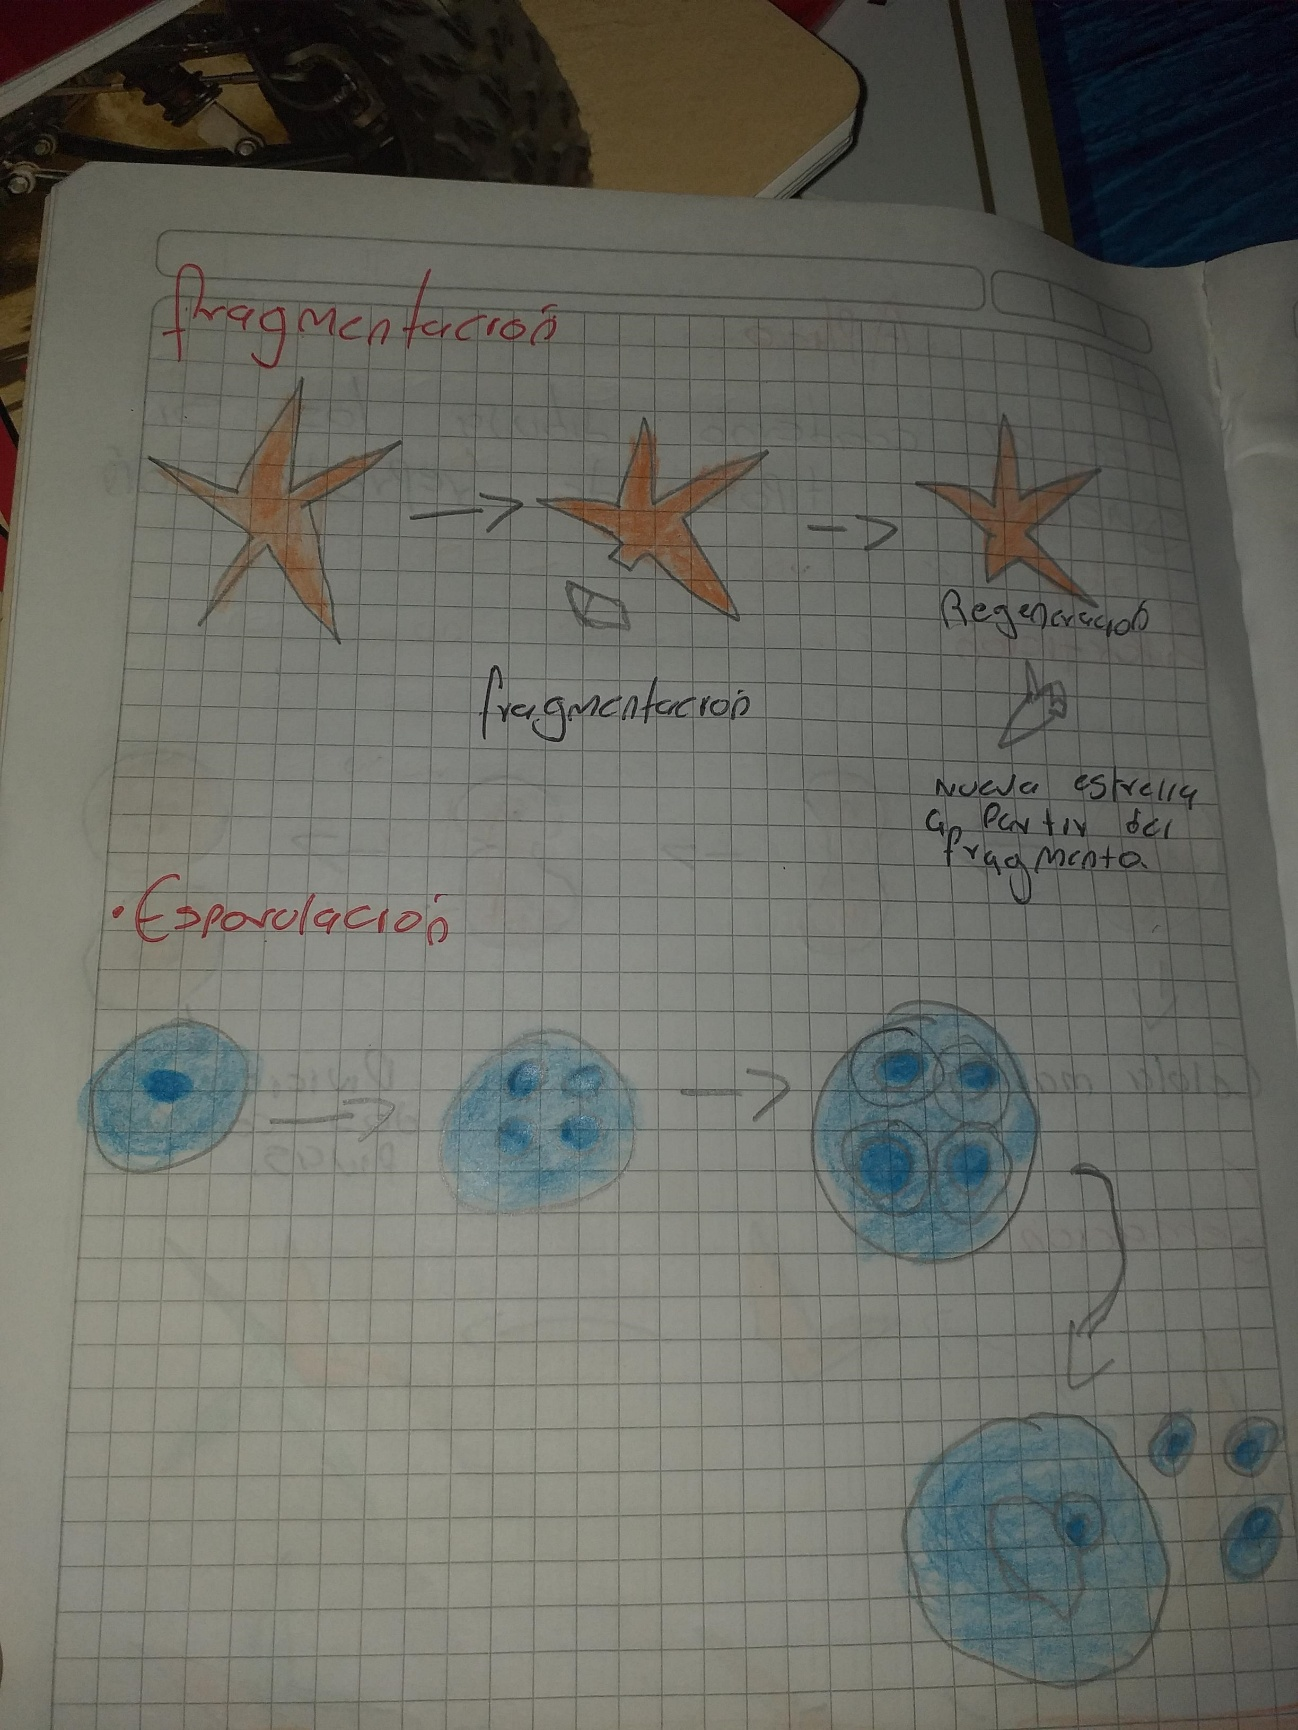 fragmentación
Regeneración
fragmentación
Nueva estrella
a Partir del
fragmento.
• Esporulación